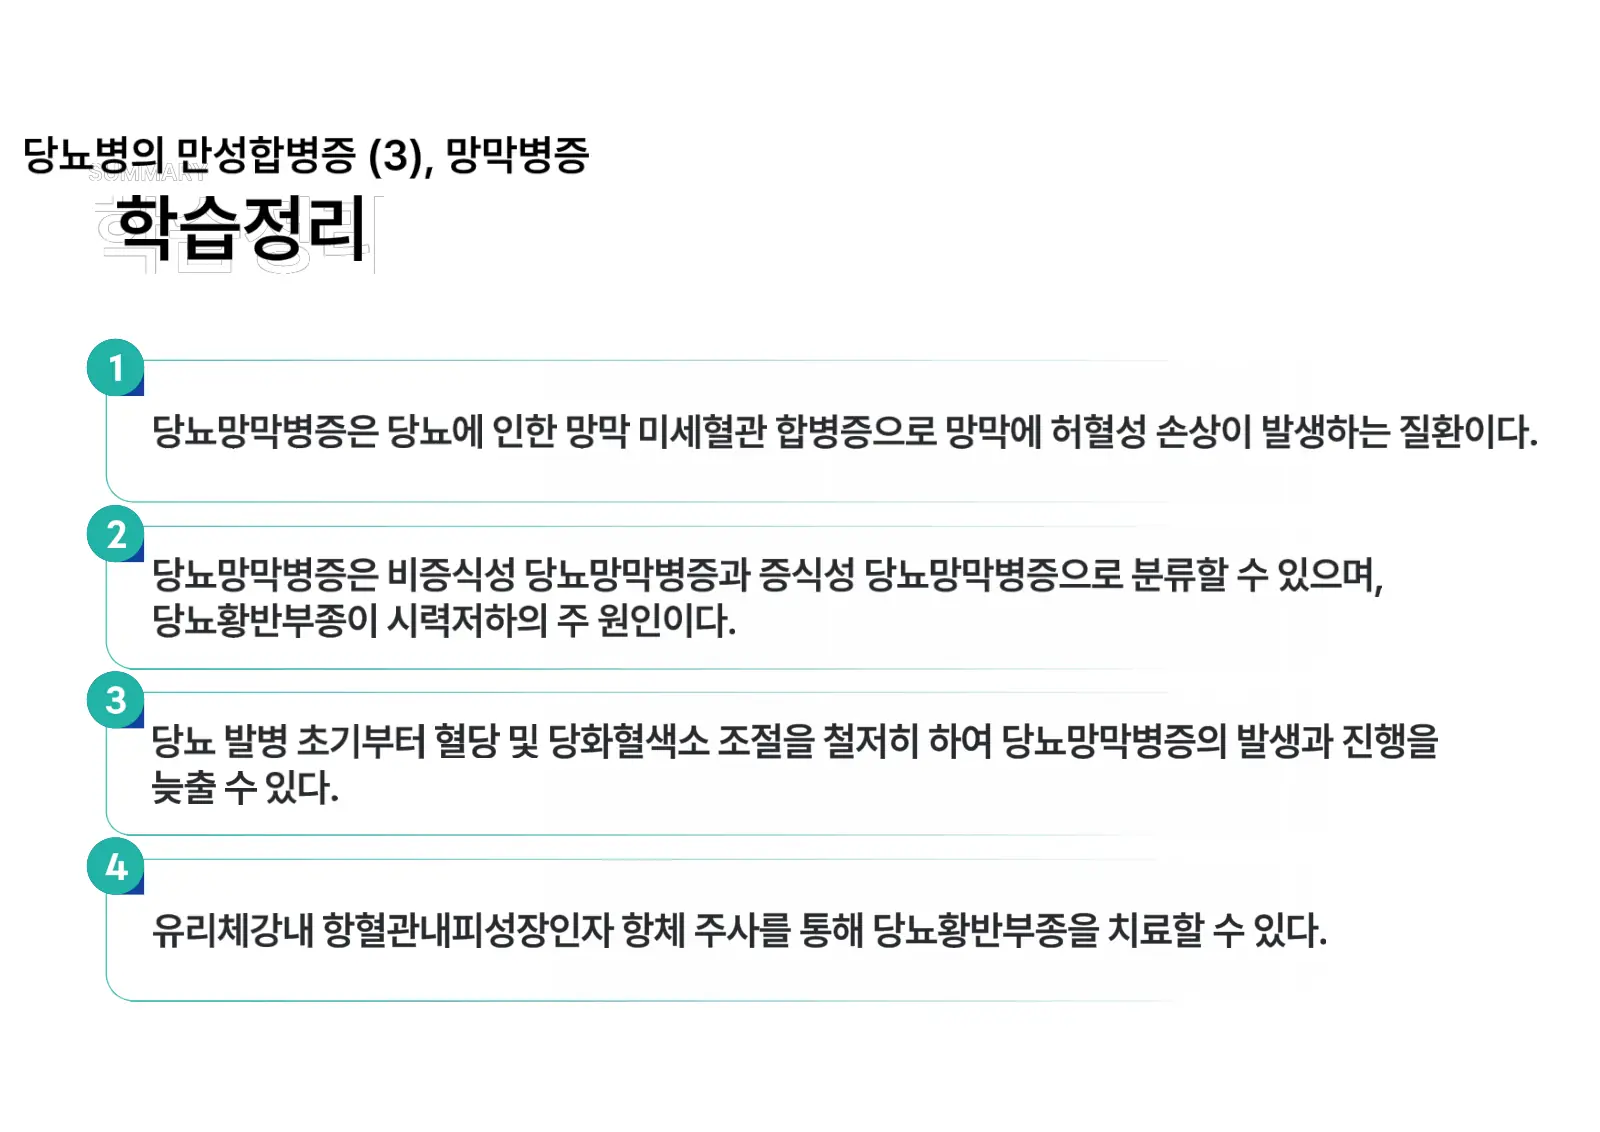 당뇨병의 만성합병증 (3), 망막병증
SUMMARY
학습정리
1
당뇨망막병증은 당뇨에 인한 망막 미세혈관 합병증으로 망막에 허혈성 손상이 발생하는 질환이다.
2
당뇨망막병증은 비증식성 당뇨망막병증과 증식성 당뇨망막병증으로 분류할 수 있으며,
당뇨황반부종이 시력저하의 주 원인이다.
3
당뇨 발병 초기부터 혈당 및 당화혈색소 조절을 철저히 하여 당뇨망막병증의 발생과 진행을
늦출 수 있다.
4
유리체강내 항혈관내피성장인자 항체 주사를 통해 당뇨황반부종을 치료할 수 있다.